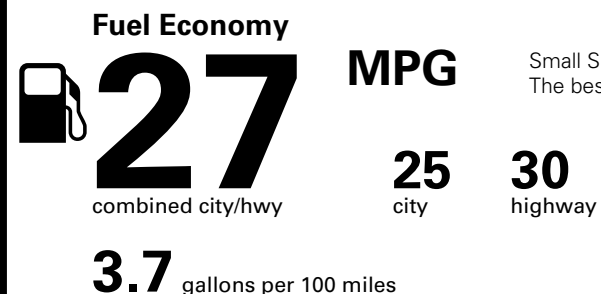 Fuel Economy
27 MPG
Small S
The bes
combined city/hwy
25 city
30 highway
3.7 gallons per 100 miles